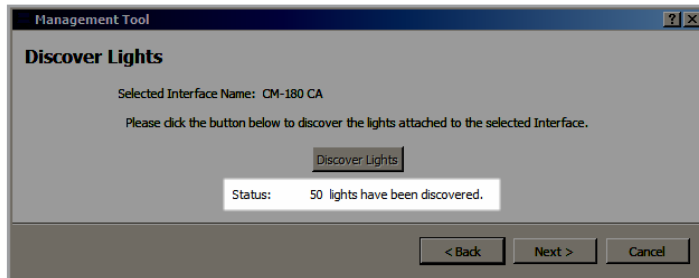 Management Tool
Discover Lights
Selected Interface Name: CM-180 CA
Please click the button below to discover the lights attached to the selected Interface.
Discover Lights
Status: 50 lights have been discovered.
< Back Next > Cancel